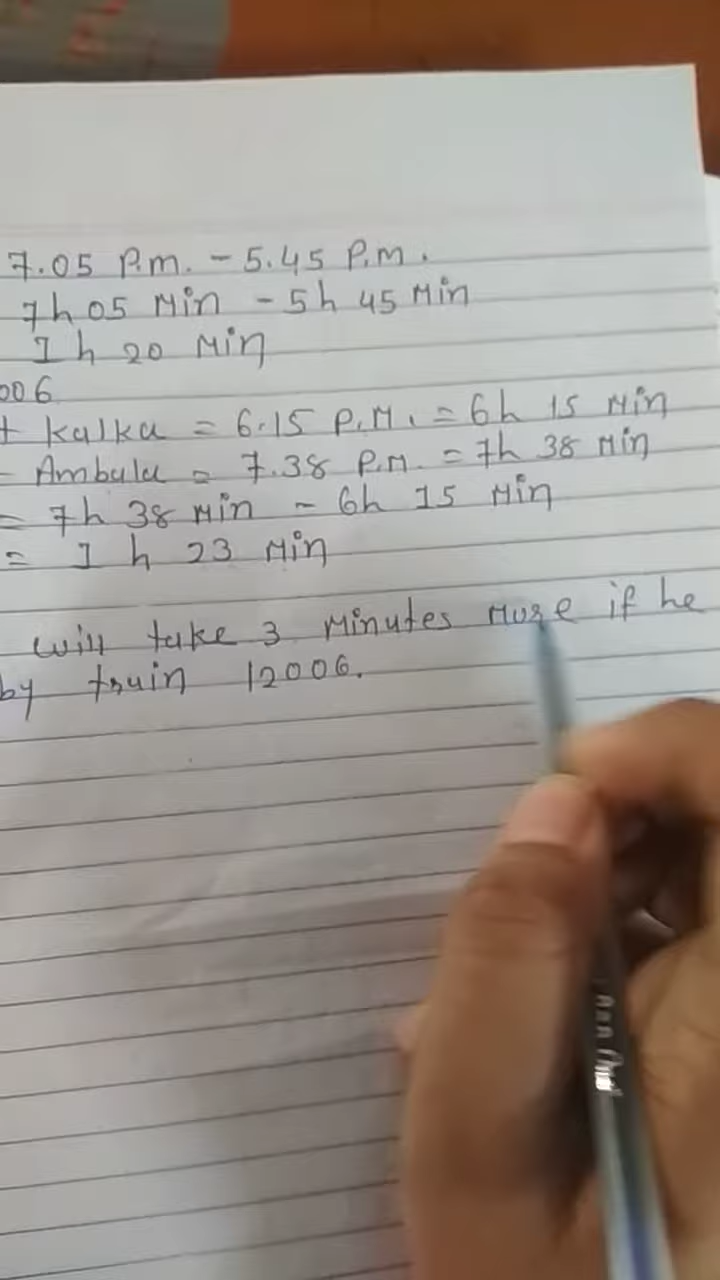 7.05 P.m. - 5.45 P.M.
7h 05 Min - 5h 45 Min
1 h 20 Min
006
t Kalka = 6.15 P.M. = 6h 15 Min
- Ambala = 7.38 P.M. = 7h 38 Min
= 7h 38 Min - 6h 15 Min
= 1 h 23 Min
will take 3 Minutes More if he
by train 12006.